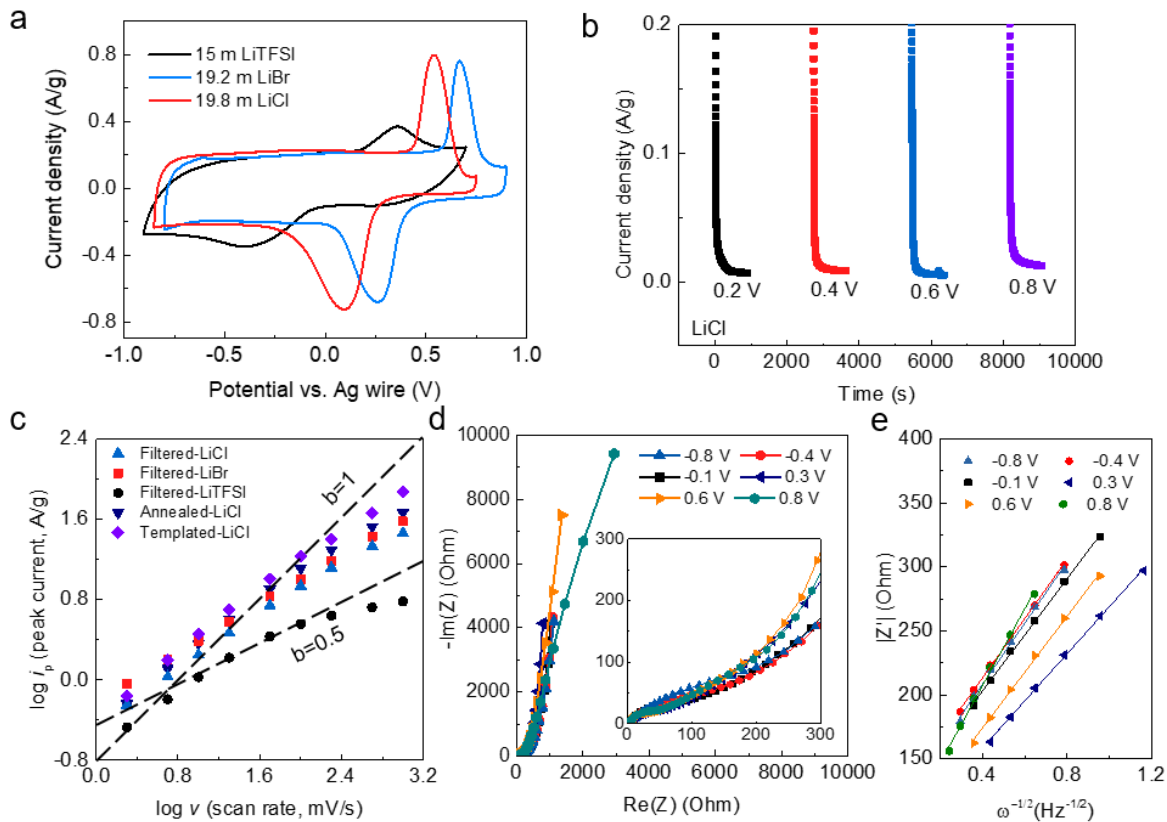 a
15 m LiTFSI
19.2 m LiBr
19.8 m LiCl
Current density (A/g)
0.8
0.4
0.0
-0.4
-0.8
-1.0 -0.5 0.0 0.5 1.0
Potential vs. Ag wire (V)
b
Current density (A/g)
0.2
0.1
0.0
0.2 V 0.4 V 0.6 V 0.8 V
LiCl
0 2000 4000 6000 8000 10000
Time (s)
c
Filtered-LiCl
Filtered-LiBr
Filtered-LiTFSI
Annealed-LiCl
Templated-LiCl
b=1
b=0.5
log iₚ (peak current, A/g)
2.4
1.6
0.8
0.0
-0.8
0.0 0.8 1.6 2.4 3.2
log v (scan rate, mV/s)
d
-0.8 V -0.4 V
-0.1 V 0.3 V
0.6 V 0.8 V
-Im(Z) (Ohm)
10000
8000
6000
4000
2000
0
300
200
100
0
0 100 200 300
0 2000 4000 6000 8000 10000
Re(Z) (Ohm)
e
-0.8 V -0.4 V
-0.1 V 0.3 V
0.6 V 0.8 V
|Z'| (Ohm)
400
350
300
250
200
150
0.4 0.8 1.2
ω⁻¹/²(Hz⁻¹/²)